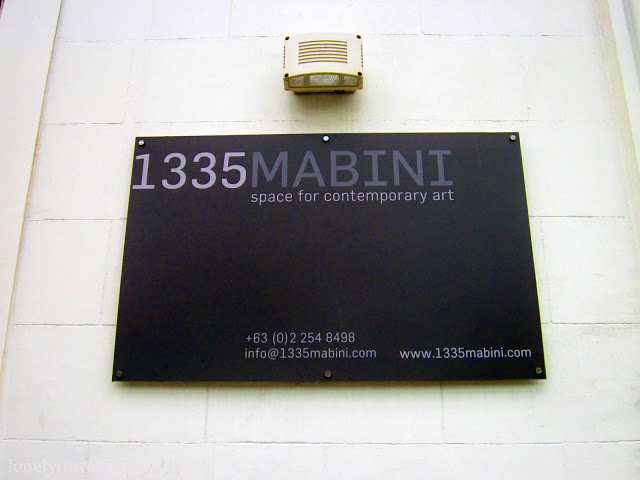 1335MABINI
space for contemporary art
+63 (0)2 254 8498
info@1335mabini.com www.1335mabini.com